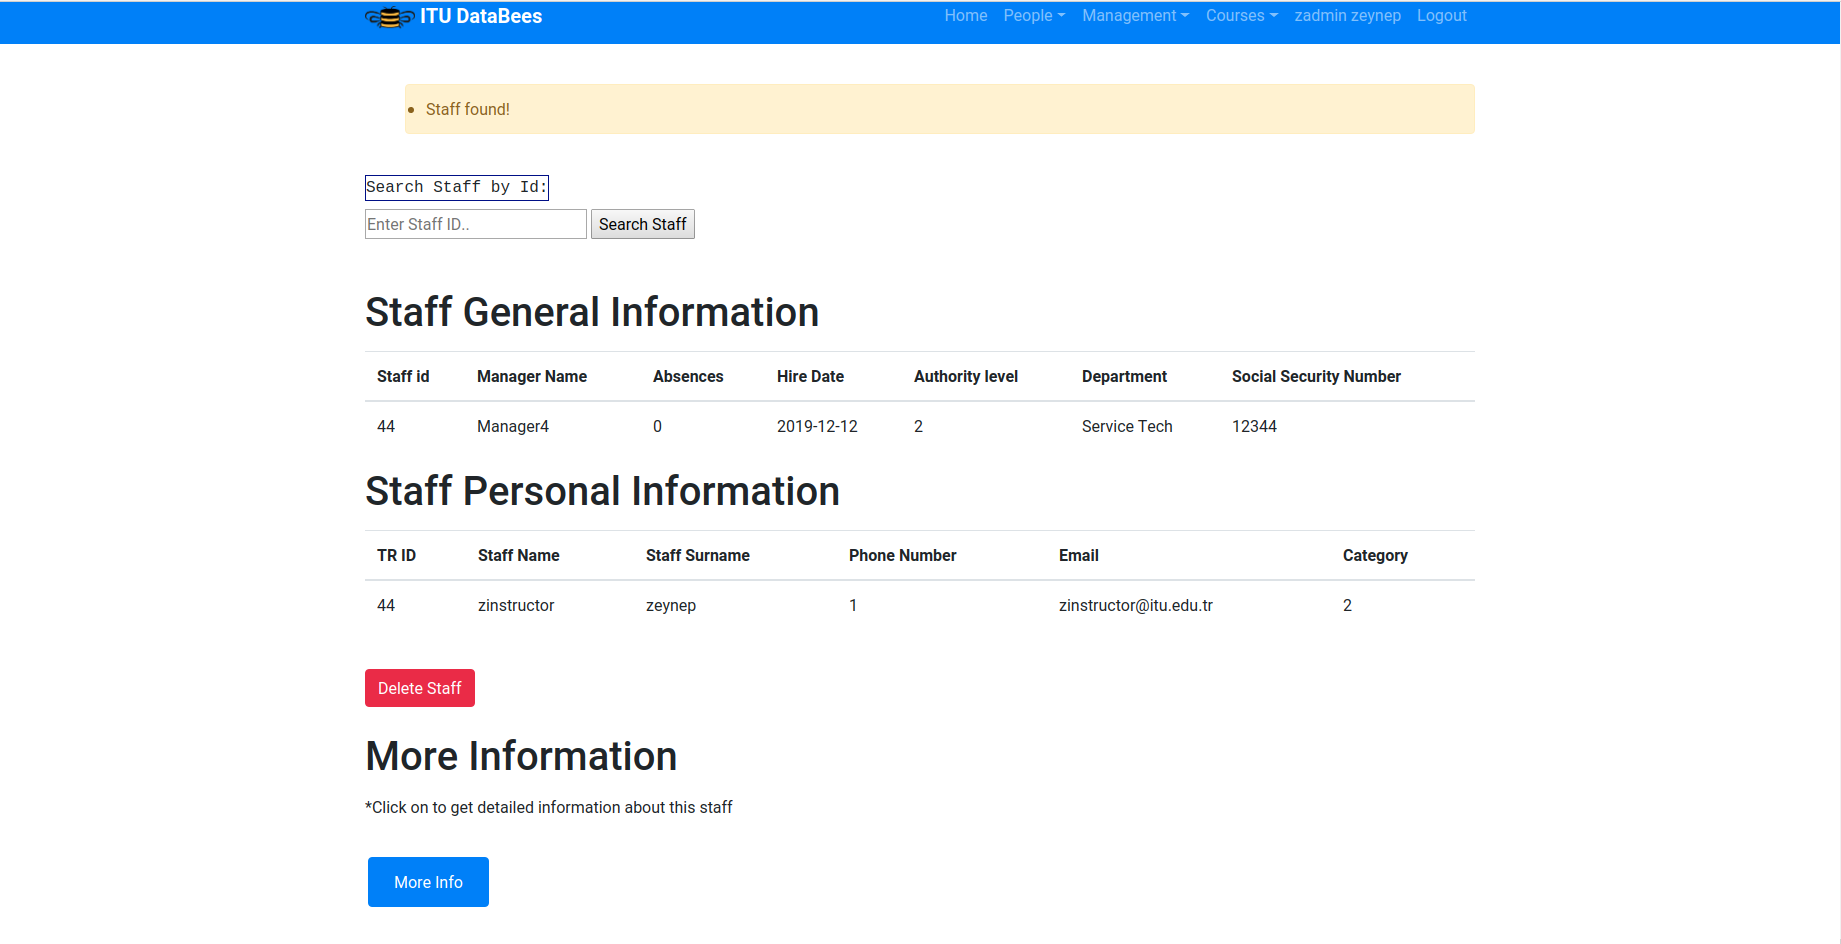 ITU DataBees Home People Management Courses zadmin zeynep Logout
Staff found!
Search Staff by Id:
Enter Staff ID.. Search Staff
Staff General Information
Staff id Manager Name Absences Hire Date Authority level Department Social Security Number
44 Manager4 0 2019-12-12 2 Service Tech 12344
Staff Personal Information
TR ID Staff Name Staff Surname Phone Number Email Category
44 zinstructor zeynep 1 zinstructor@itu.edu.tr 2
Delete Staff
More Information
*Click on to get detailed information about this staff
More Info